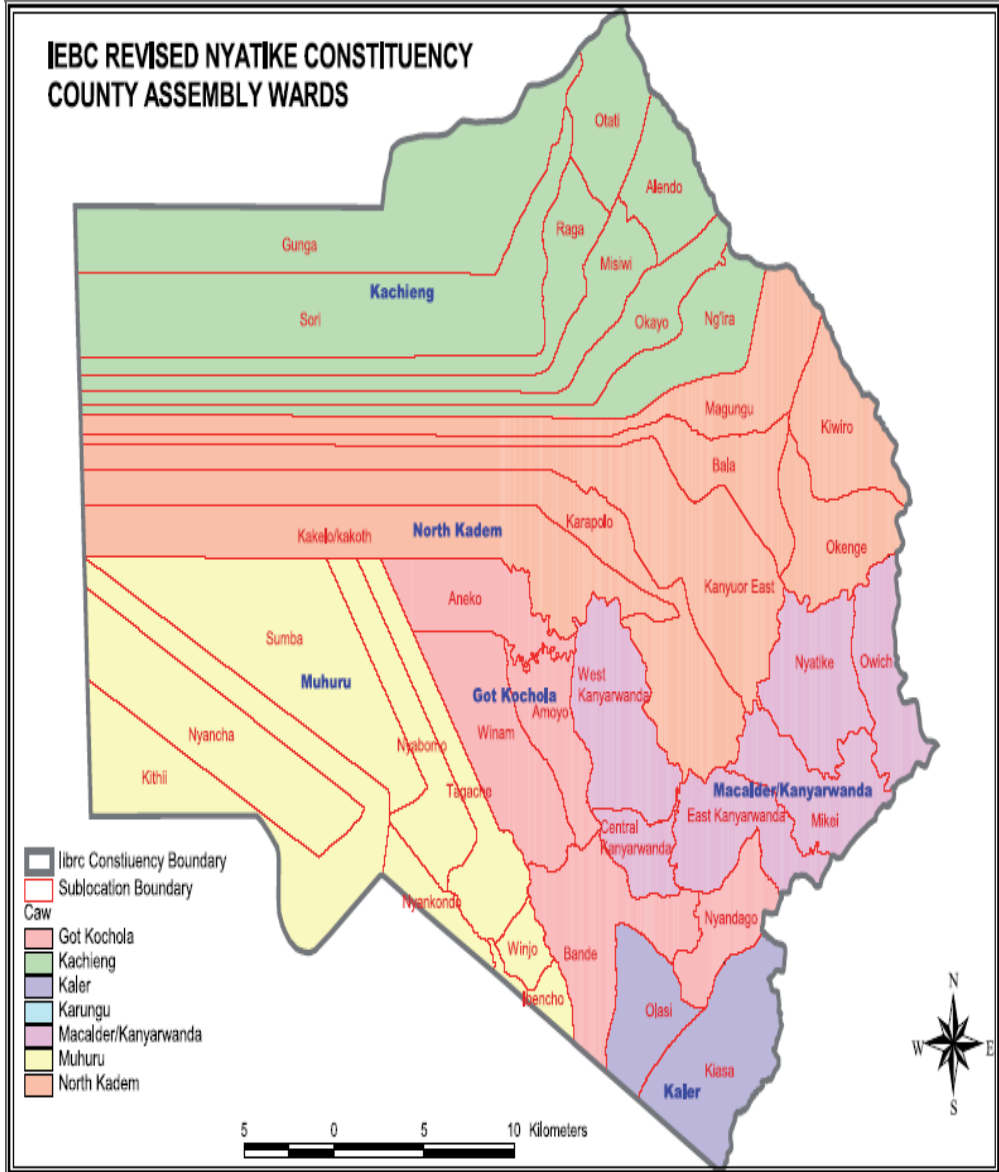 IEBC REVISED NYATIKE CONSTITUENCY
COUNTY ASSEMBLY WARDS
Otati
Alendo
Raga
Gunga
Misiwi
Kachieng
Sori
Okayo
Ng'ira
Magungu
Kiwiro
Bala
Karapolo
North Kadem
Kakelo/kakoth
Okenge
Kanyuor East
Aneko
Sumba
Nyatike
Owich
West
Kanyarwanda
Muhuru
Got Kochola
Amoyo
Winam
Nyancha
Nyabomo
Kithii
Tagache
Macalder/Kanyarwanda
East Kanyarwanda
Mikei
Central
Kanyarwanda
Nyankondo
Nyandago
Winjo
Bande
Ibencho
Olasi
Kiasa
Kaler
Iibrc Constiuency Boundary
Sublocation Boundary
Caw
Got Kochola
Kachieng
Kaler
Karungu
Macalder/Kanyarwanda
Muhuru
North Kadem
N
W E
S
5 0 5 10 Kilometers